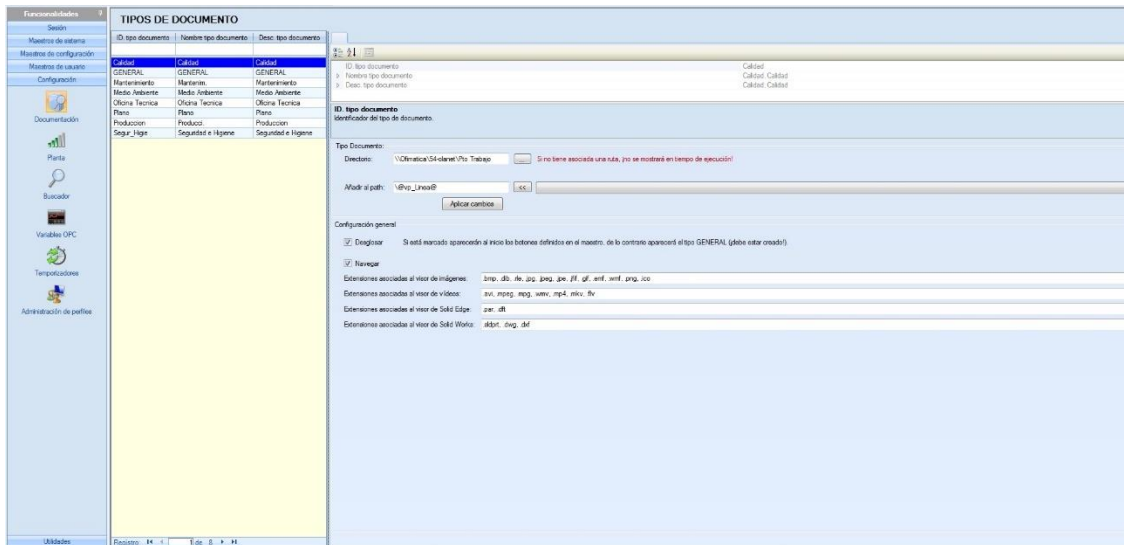 Funcionalidades
Sesión
Maestros de sistema
Maestros de configuración
Maestros de usuario
Configuración
Documentación
Planta
Buscador
Variables OPC
Temporizadores
Administración de perfiles
Utilidades
TIPOS DE DOCUMENTO
ID. tipo documento Nombre tipo documento Desc. tipo documento
Calidad Calidad Calidad
GENERAL GENERAL GENERAL
Mantenimiento Mantenim. Mantenimiento
Medio Ambiente Medio Ambiente Medio Ambiente
Oficina Tecnica Oficina Tecnica Oficina Tecnica
Plano Plano Plano
Produccion Producci. Produccion
Segur_Higie Seguridad e Higiene Seguridad e Higiene
Registro: 1 de 8
ID. tipo documento Calidad
Nombre tipo documento Calidad: Calidad
Desc. tipo documento Calidad: Calidad
ID. tipo documento
Identificador del tipo de documento.
Tipo Documento:
Directorio: \\Ofimatica\S4-planet\Pto. Trabajo ... Si no tiene asociada una ruta, ¡no se mostrará en tiempo de ejecución!
Añadir al path: \@vp_Linea@ <<
Aplicar cambios
Configuración general
Desglosar Si está marcado aparecerán al inicio los botones definidos en el maestro, de lo contrario aparecerá el tipo GENERAL (¡debe estar creado!).
Navegar
Extensiones asociadas al visor de imágenes: .bmp, .dib, .rle, .jpg, .jpeg, .jpe, .jfif, .gif, .emf, .wmf, .png, .ico
Extensiones asociadas al visor de vídeos: .avi, .mpeg, .mpg, .wmv, .mp4, .mkv, .flv
Extensiones asociadas al visor de Solid Edge: .par, .dft
Extensiones asociadas al visor de Solid Works: .sldprt, .dwg, .dxf